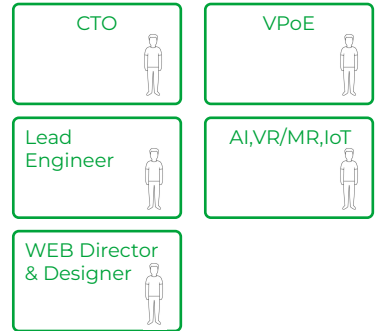 CTO
VPoE
Lead
Engineer
AI,VR/MR,IoT
WEB Director
& Designer